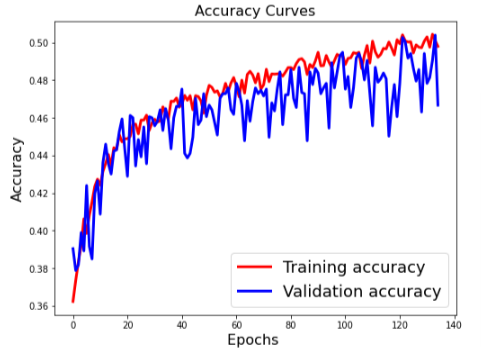 Accuracy Curves
0.50
0.48
0.46
0.44
0.42
0.40
0.38
0.36
Accuracy
0 20 40 60 80 100 120 140
Epochs
Training accuracy
Validation accuracy